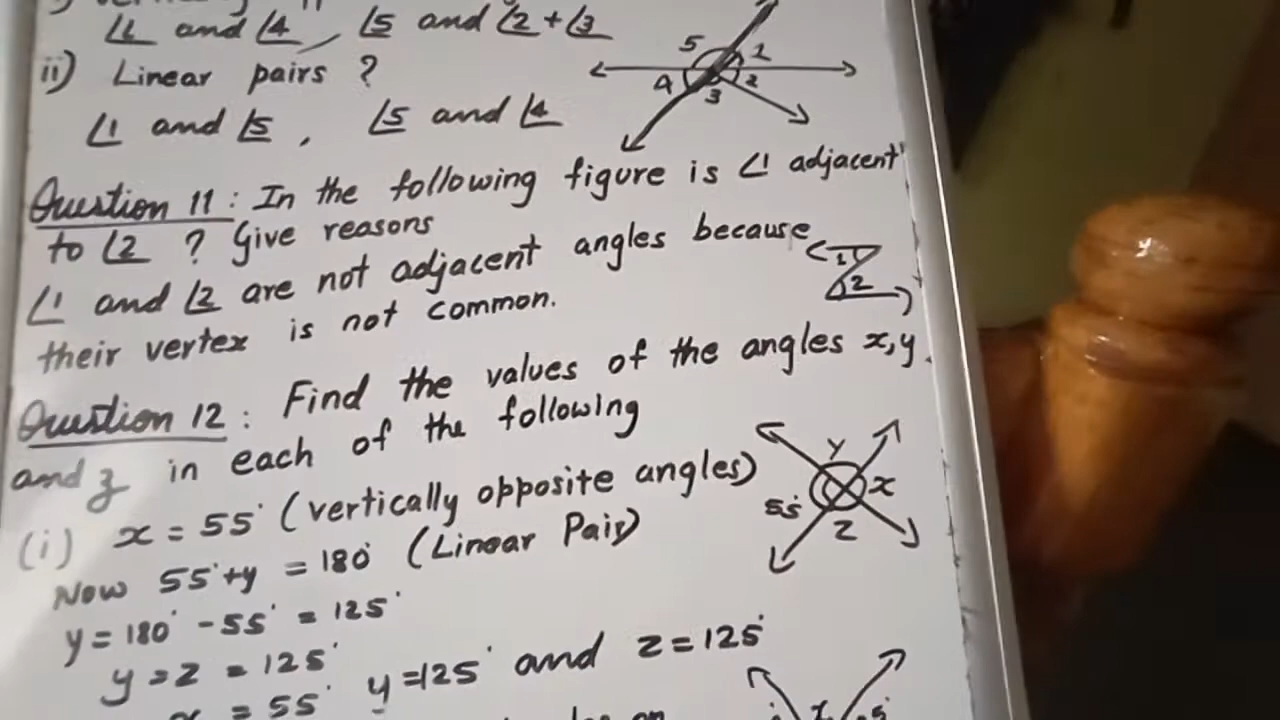 ∠1 and ∠4, ∠5 and ∠2 + ∠3
ii) Linear pairs ?
∠1 and ∠5, ∠5 and ∠4
5 1 4 3 2
Question 11 : In the following figure is ∠1 adjacent
to ∠2 ? Give reasons
∠1 and ∠2 are not adjacent angles because
their vertex is not common.
1 2
Question 12 : Find the values of the angles x, y
and z in each of the following
(i) x = 55° (vertically opposite angles)
Now 55° + y = 180° (Linear Pair)
y = 180° - 55° = 125°
y = z = 125°
x = 55° y = 125° and z = 125°
y x 55° z